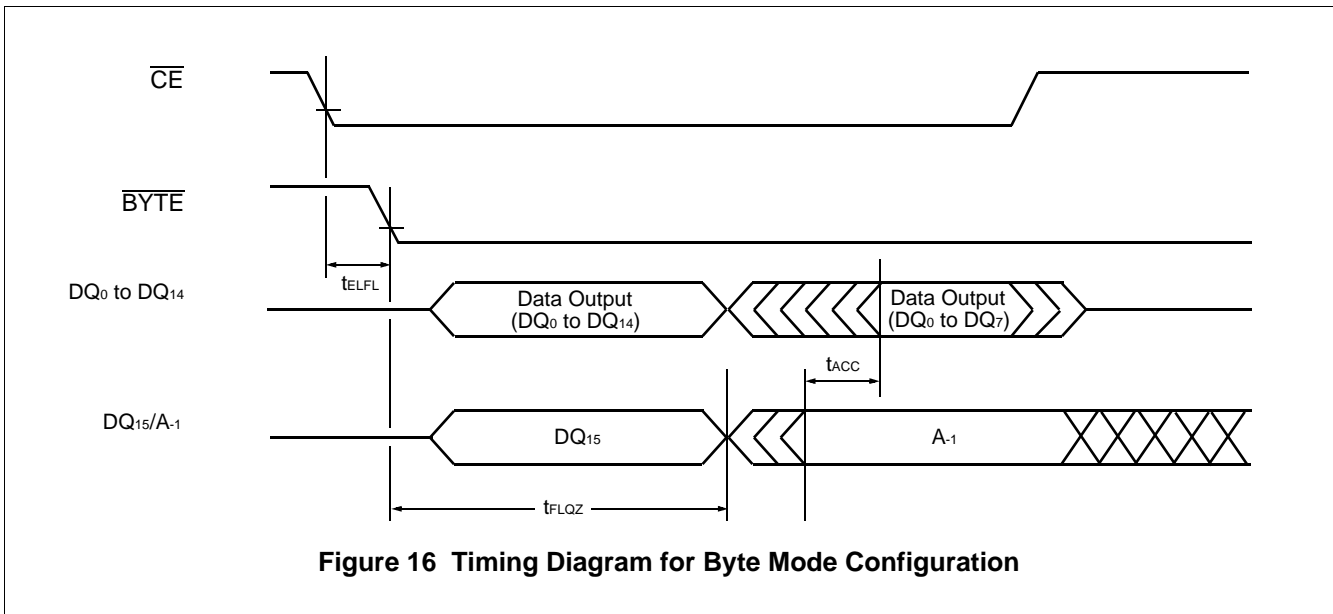 CE
BYTE
tELFL
DQ0 to DQ14
Data Output
(DQ0 to DQ14)
Data Output
(DQ0 to DQ7)
tACC
DQ15/A-1
DQ15
A-1
tFLQZ
Figure 16 Timing Diagram for Byte Mode Configuration